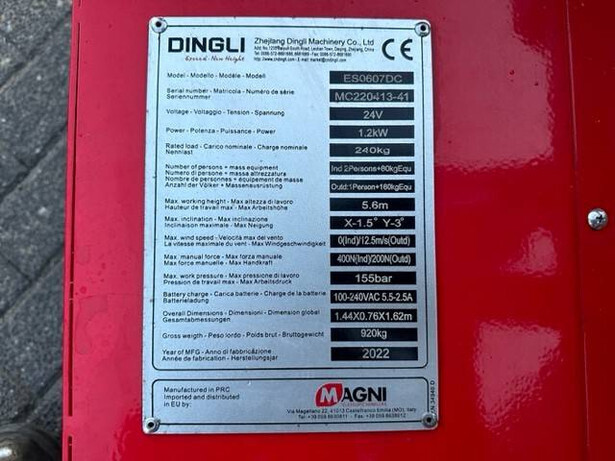 DINGLI
Zhejiang Dingli Machinery Co., Ltd
CE
Model - Modello - Modèle - Modell
ES0607DC
Serial number - Matricola - Numéro de série
Seriennummer
MC220413-41
Voltage - Voltaggio - Tension - Spannung
24V
Power - Potenza - Puissance - Power
1.2kW
Rated load - Carico nominale - Charge nominale
Nennlast
240kg
Number of persons + mass equipment
Numero di persone + massa attrezzatura
Nombre de personnes + équipement de masse
Anzahl der Völker + Massenausrüstung
Ind:2Persons+80kgEqu
Outd:1Person+160kgEqu
Max. working height - Max altezza di lavoro
Hauteur de travail max - Max Arbeitshöhe
5.6m
Max. inclination - Max inclinazione
Inclinaison maximale - Max Neigung
X-1.5° Y-3°
Max. wind speed - Velocità max del vento
La vitesse maximale du vent - Max Windgeschwindigkeit
0(Ind)/12.5m/s(Outd)
Max. manual force - Max forza manuale
Max force manuelle - Max Handkraft
400N(Ind)200N(Outd)
Max. work pressure - Max pressione di lavoro
Pression de travail max - Max Arbeitsdruck
155bar
Battery charge - Carica batteria - Charge de la batterie
Batterieladung
100-240VAC 5.5-2.5A
Overall Dimensions - Dimensioni - Dimension global
Gesamtabmessungen
1.44X0.76X1.62m
Gross weigth - Peso lordo - Poids brut - Bruttogewicht
920kg
Year of MFG - Anno di fabbricazione
Année de fabrication - Herstellungsjar
2022
Manufactured in PRC
Imported and distributed
in EU by:
MAGNI
Via Magellano 22, 41013 Castelfranco Emilia (MO), Italy